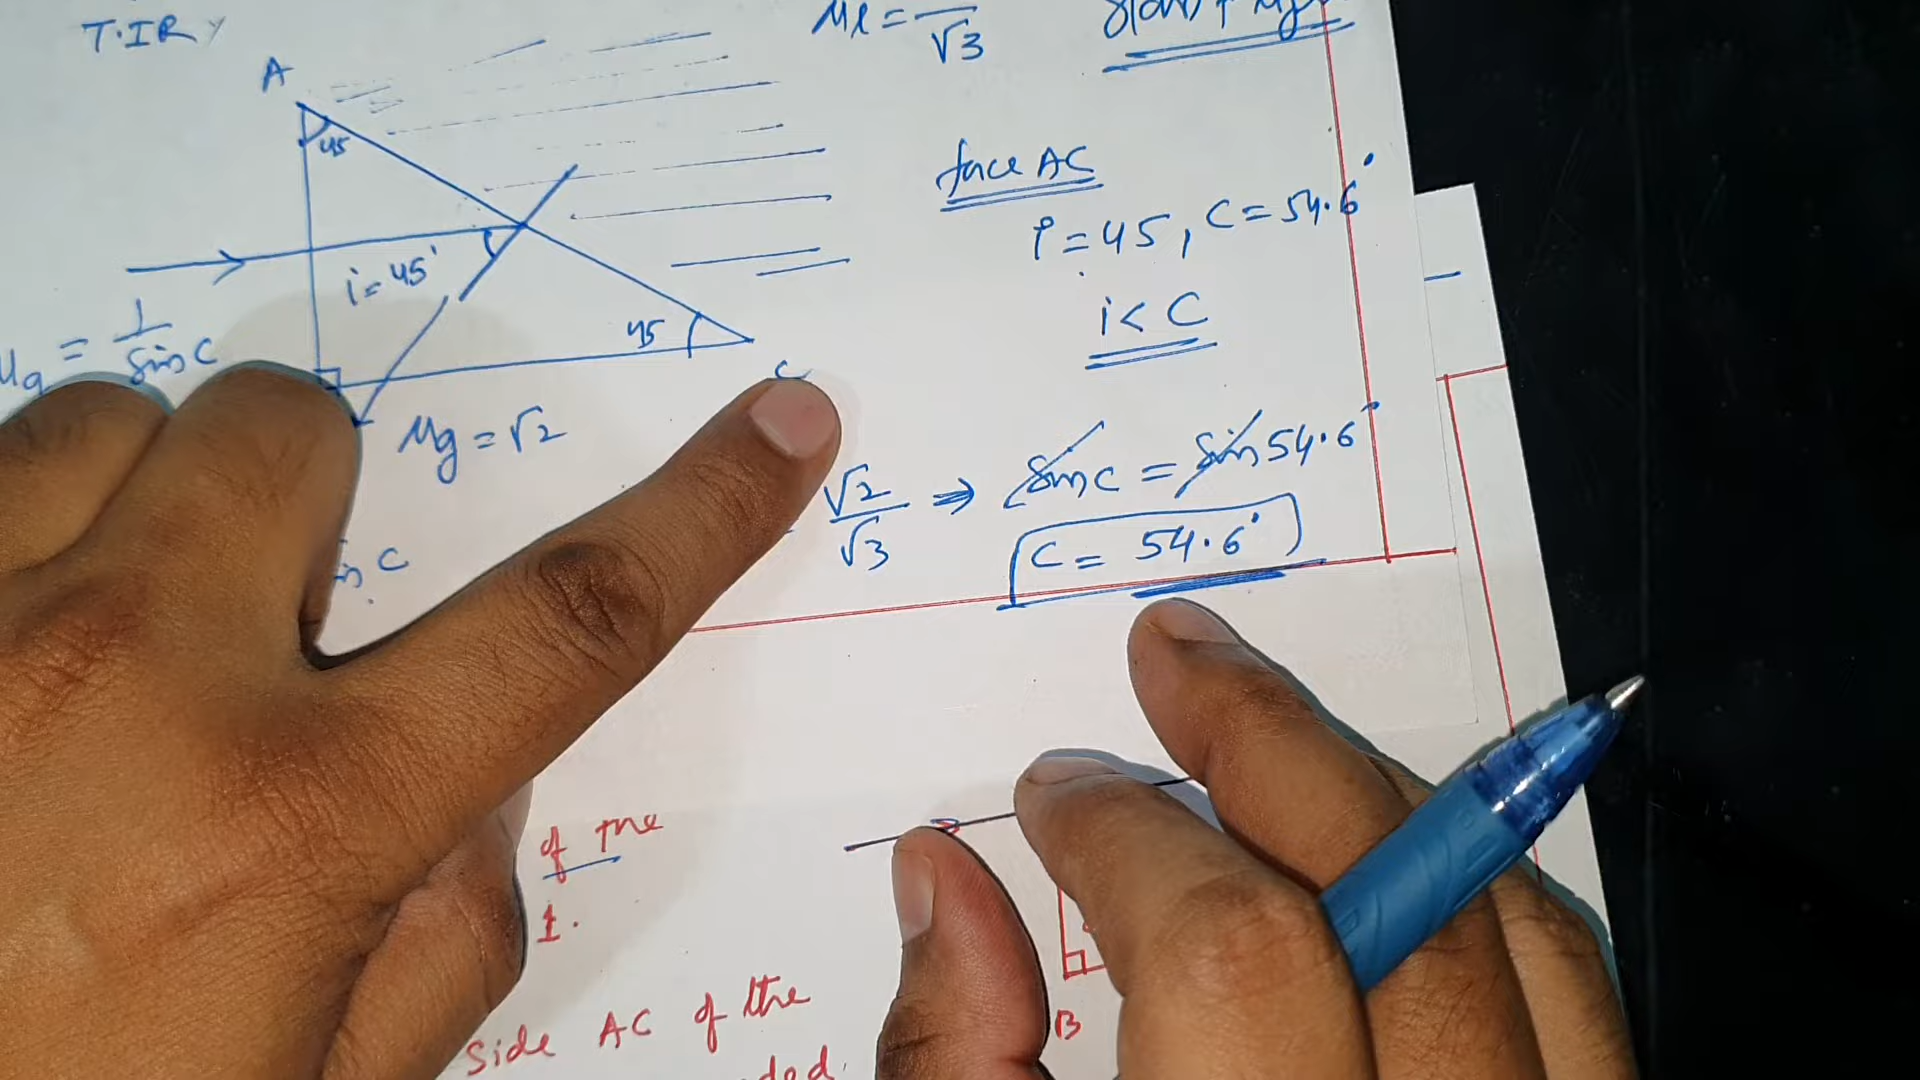 T.IR
μl = /√3
A
45
face AC
i = 45, C = 54.6°
i = 45°
i < C
45
C
μg = 1/sin C
μg = √2
√2/√3 ⇒ sin C = sin 54.6°
C = 54.6°
C
of the
1.
B
side AC of the